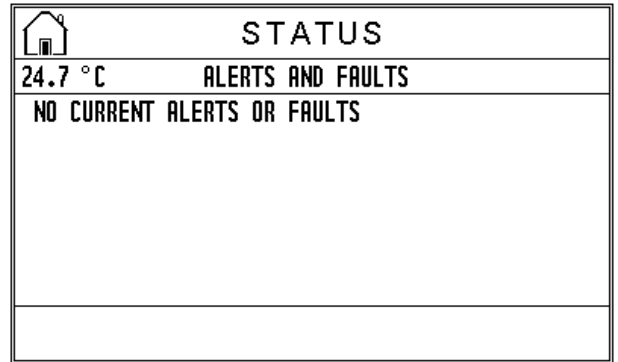 STATUS
24.7 °C ALERTS AND FAULTS
NO CURRENT ALERTS OR FAULTS